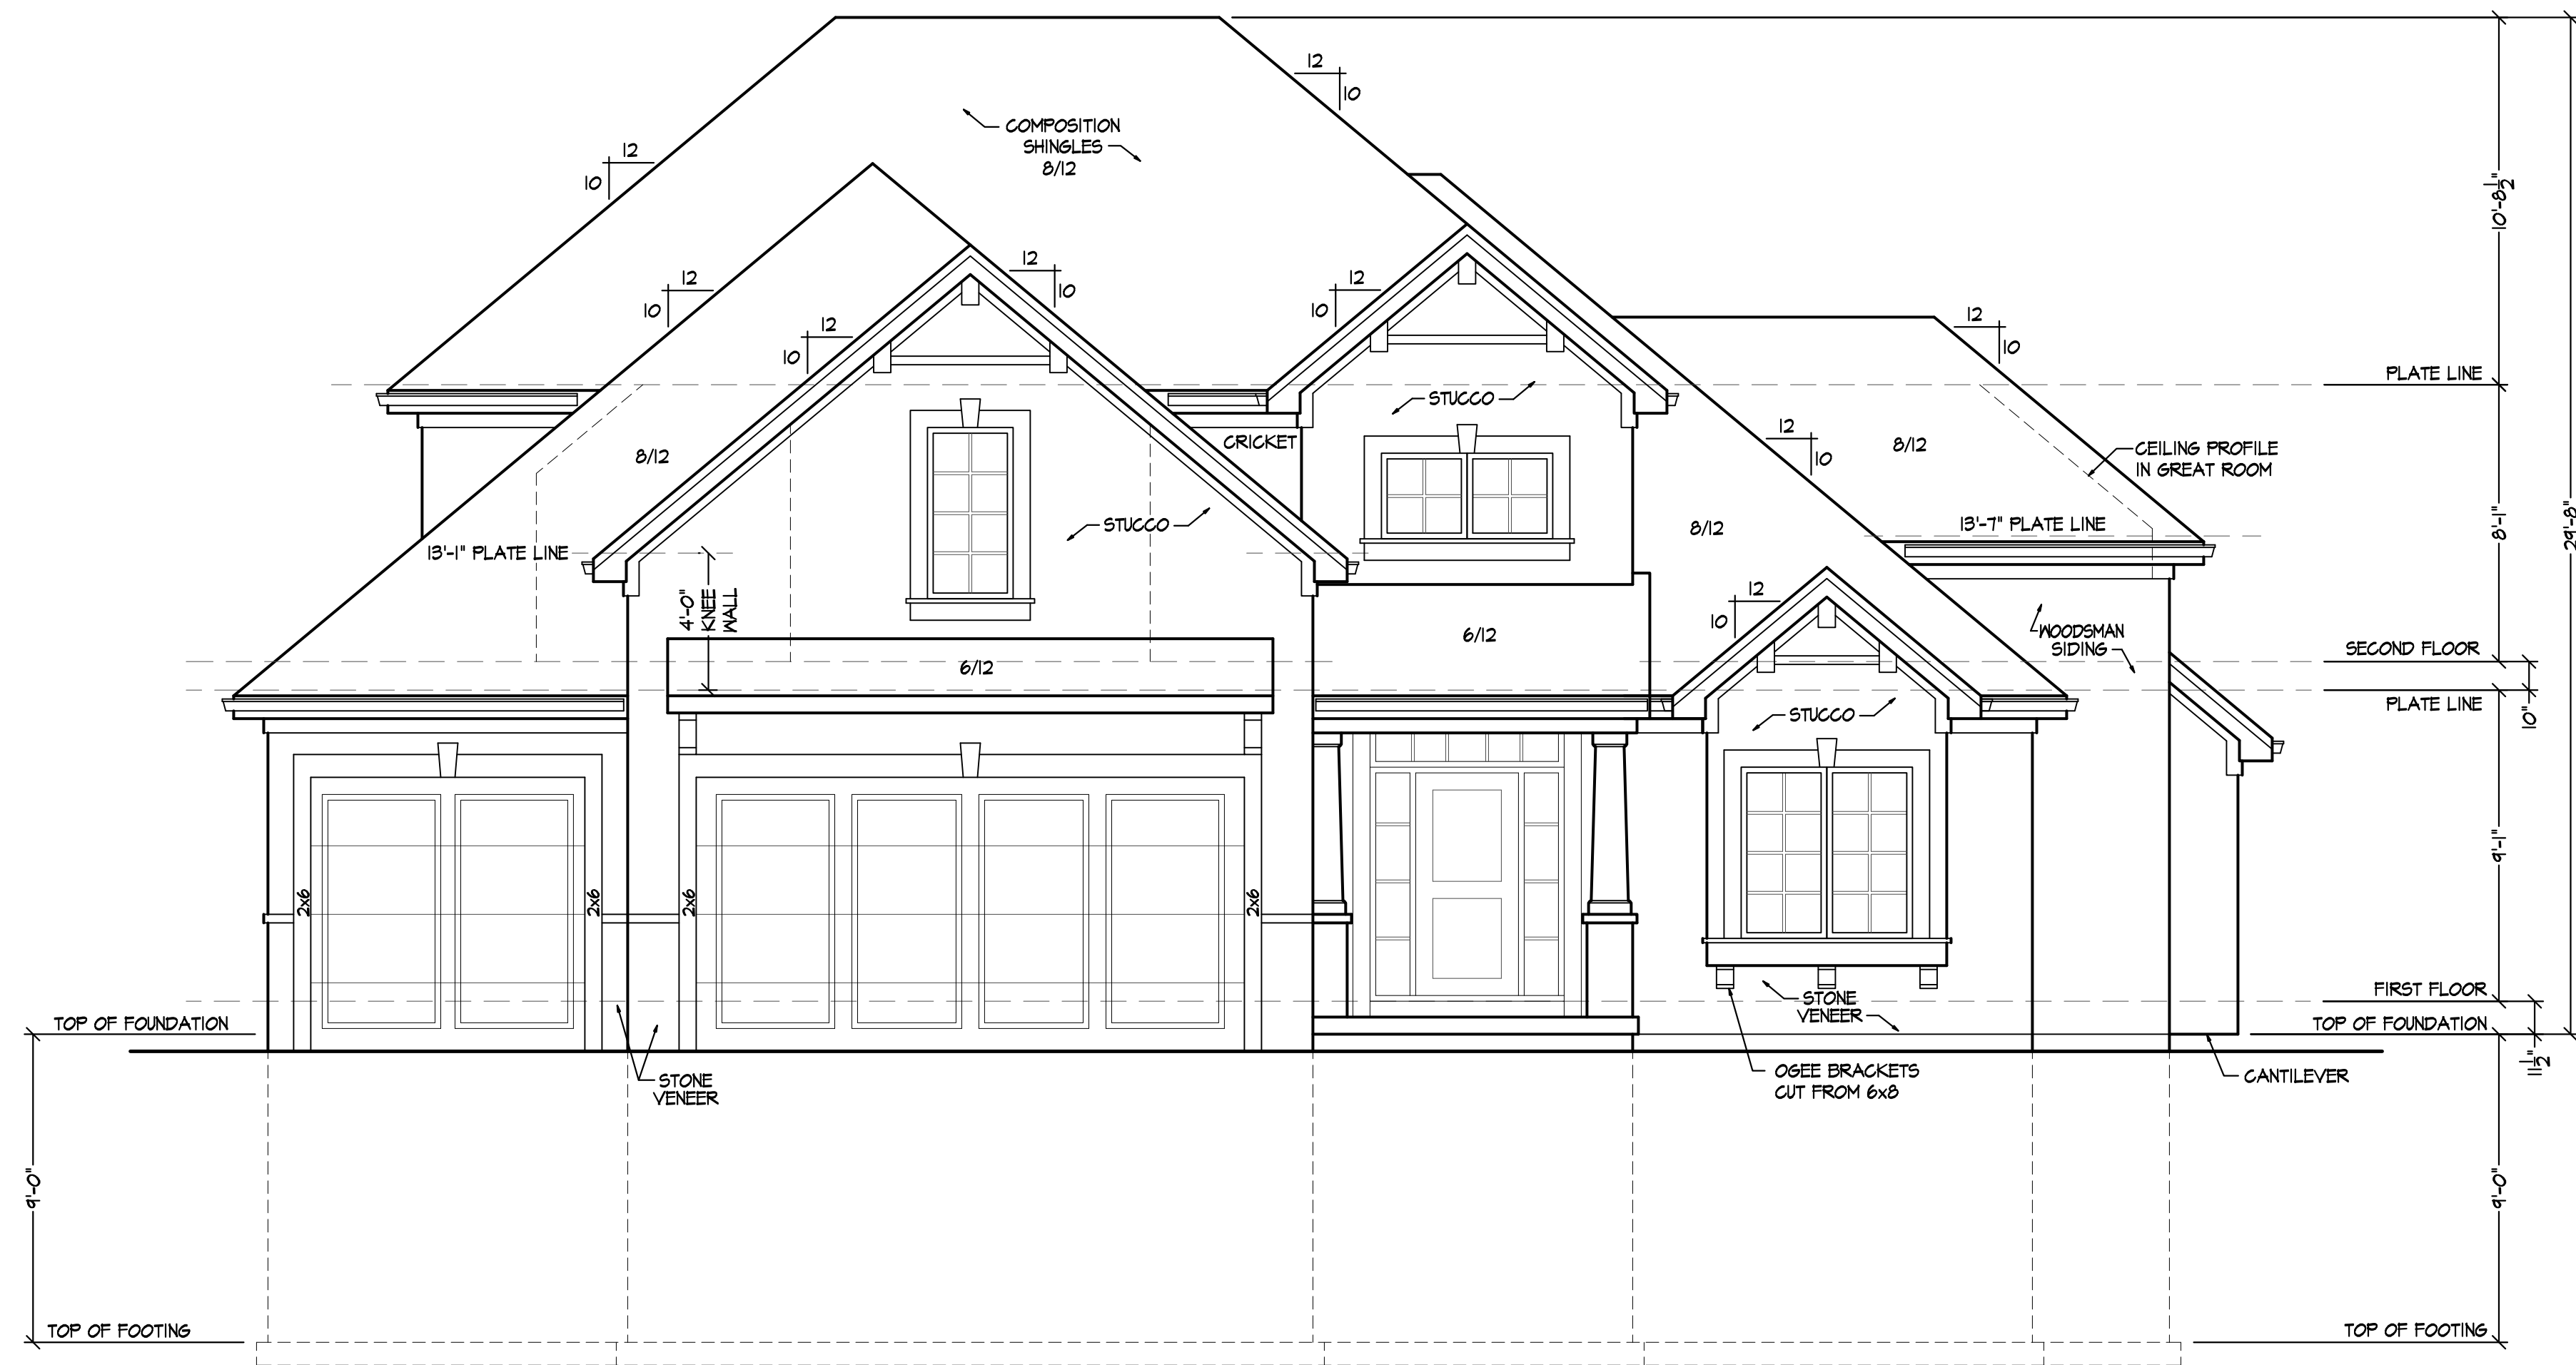 12
10
COMPOSITION
SHINGLES
8/12
12
10
12
10
12
10
12
10
12
10
12
10
10'-8 1/2"
PLATE LINE
STUCCO
CRICKET
8/12
12
10
8/12
CEILING PROFILE
IN GREAT ROOM
8'-1"
29'-8"
STUCCO
13'-1" PLATE LINE
8/12
13'-7" PLATE LINE
4'-0"
KNEE
WALL
12
10
6/12
6/12
WOODSMAN
SIDING
SECOND FLOOR
PLATE LINE
10"
STUCCO
9'-1"
2x6
2x6
2x6
2x6
FIRST FLOOR
STONE
VENEER
TOP OF FOUNDATION
TOP OF FOUNDATION
11 1/2"
STONE
VENEER
OGEE BRACKETS
CUT FROM 6x8
CANTILEVER
9'-0"
9'-0"
TOP OF FOOTING
TOP OF FOOTING